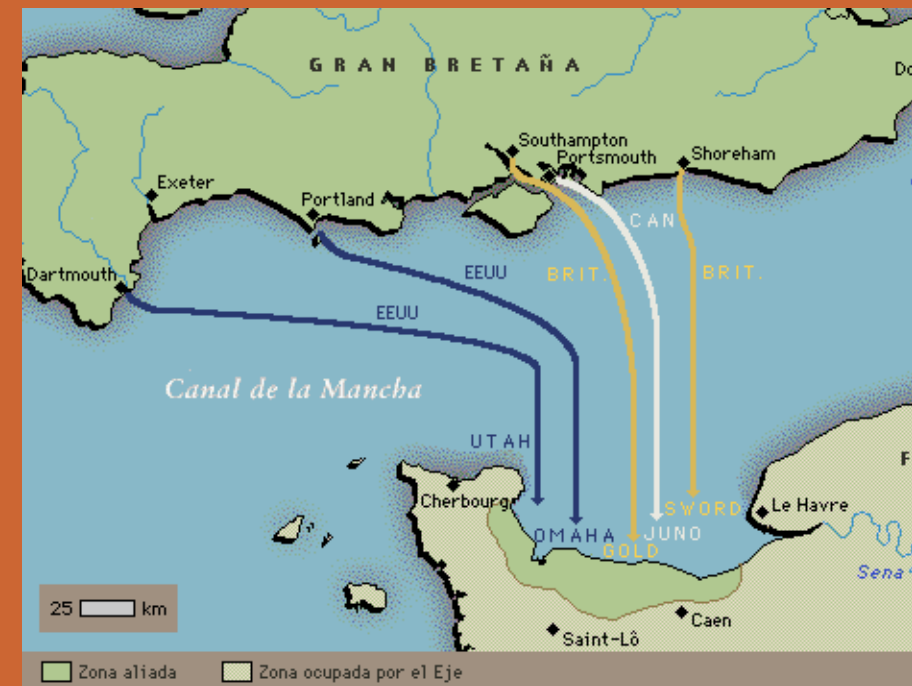 GRAN BRETAÑA
Do
Southampton
Portsmouth
Shoreham
Exeter
Portland
CAN
Dartmouth
EEUU
BRIT.
BRIT.
EEUU
Canal de la Mancha
UTAH
F
Cherbourg
SWORD
Le Havre
OMAHA
JUNO
GOLD
Sena
25 km
Caen
Saint-Lô
Zona aliada
Zona ocupada por el Eje